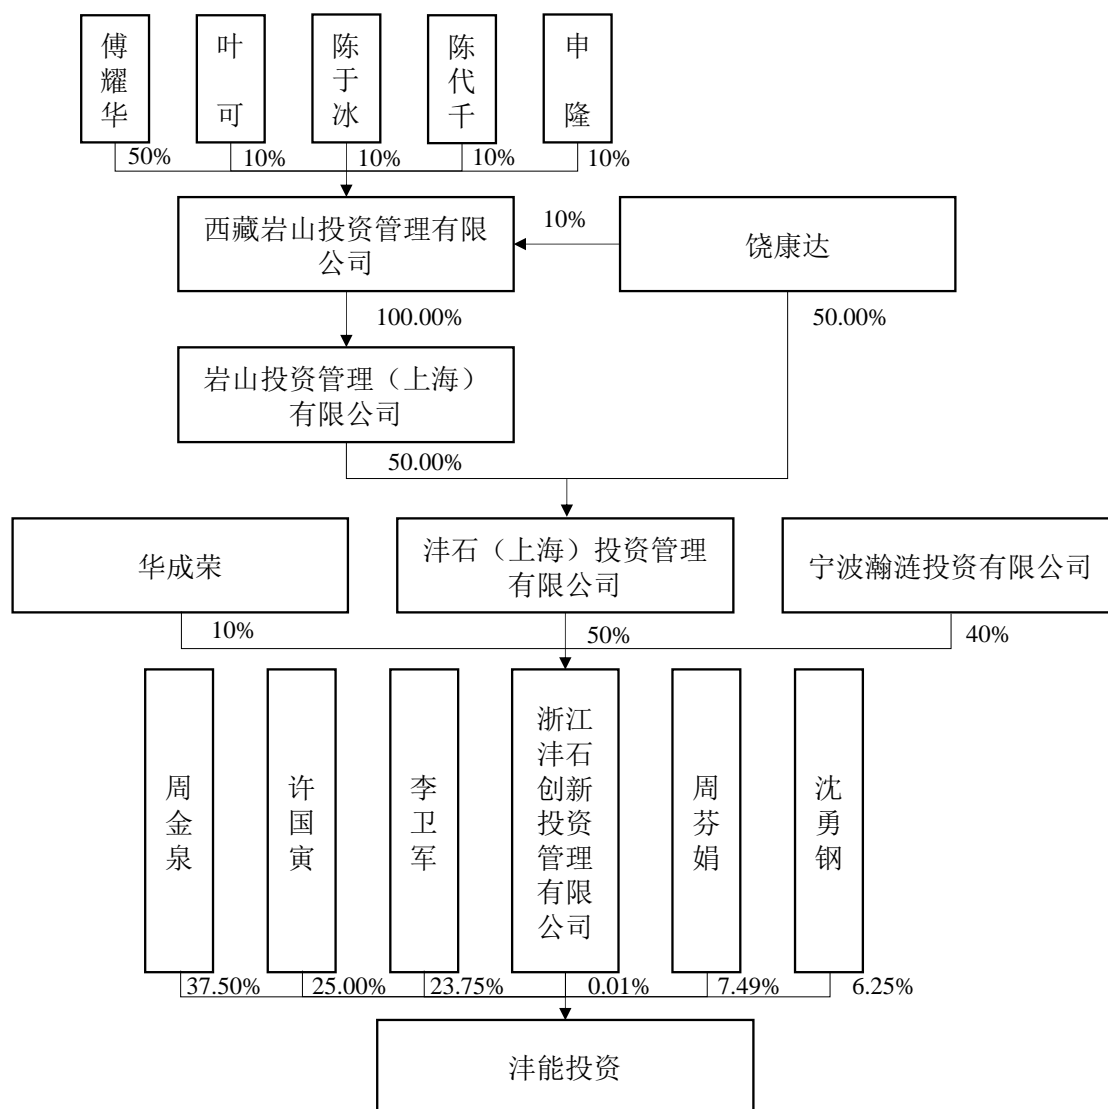 傅耀华
叶可
陈于冰
陈代千
申隆
50%
10%
10%
10%
10%
西藏岩山投资管理有限
公司
10%
饶康达
100.00%
50.00%
岩山投资管理（上海）
有限公司
50.00%
华成荣
沣石（上海）投资管理
有限公司
宁波瀚涟投资有限公司
10%
50%
40%
周金泉
许国寅
李卫军
浙江
沣石
创新
投资
管理
有限
公司
周芬娟
沈勇钢
37.50%
25.00%
23.75%
0.01%
7.49%
6.25%
沣能投资